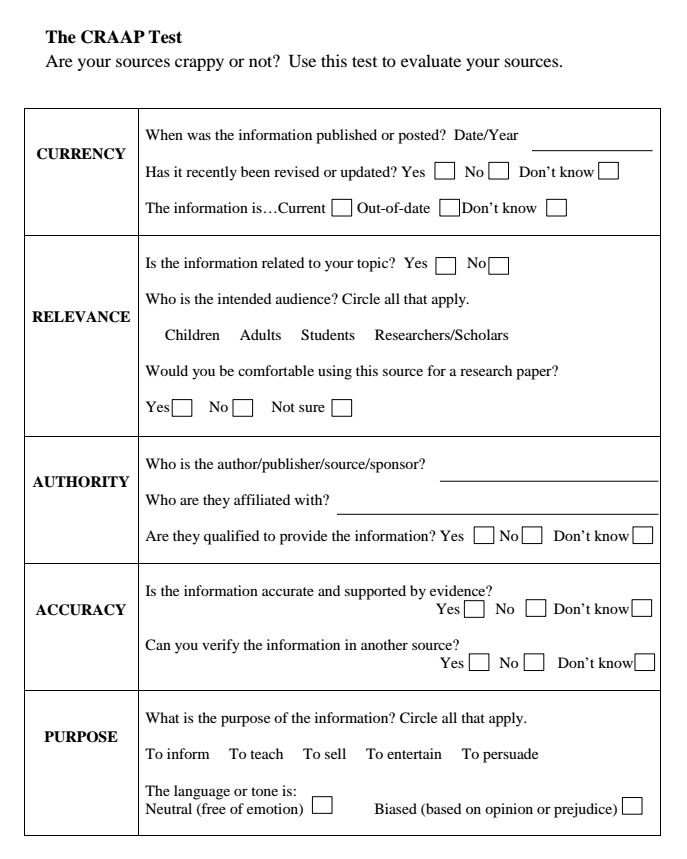 The CRAAP Test
Are your sources crappy or not? Use this test to evaluate your sources.
CURRENCY
When was the information published or posted? Date/Year
Has it recently been revised or updated? Yes No Don't know
The information is…Current Out-of-date Don't know
RELEVANCE
Is the information related to your topic? Yes No
Who is the intended audience? Circle all that apply.
Children Adults Students Researchers/Scholars
Would you be comfortable using this source for a research paper?
Yes No Not sure
AUTHORITY
Who is the author/publisher/source/sponsor?
Who are they affiliated with?
Are they qualified to provide the information? Yes No Don't know
ACCURACY
Is the information accurate and supported by evidence?
Yes No Don't know
Can you verify the information in another source?
Yes No Don't know
PURPOSE
What is the purpose of the information? Circle all that apply.
To inform To teach To sell To entertain To persuade
The language or tone is:
Neutral (free of emotion) Biased (based on opinion or prejudice)